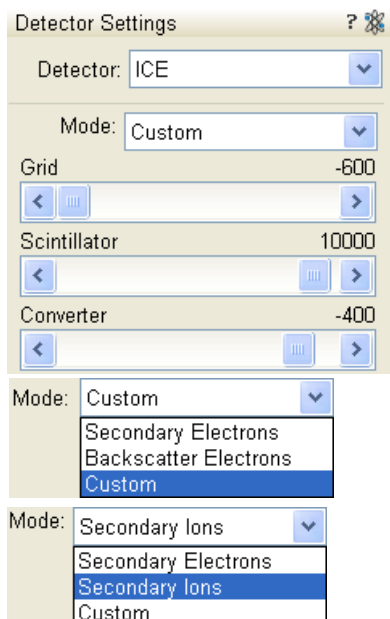 Detector Settings ?
Detector: ICE
Mode: Custom
Grid -600
Scintillator 10000
Converter -400
Mode: Custom
Secondary Electrons
Backscatter Electrons
Custom
Mode: Secondary Ions
Secondary Electrons
Secondary Ions
Custom